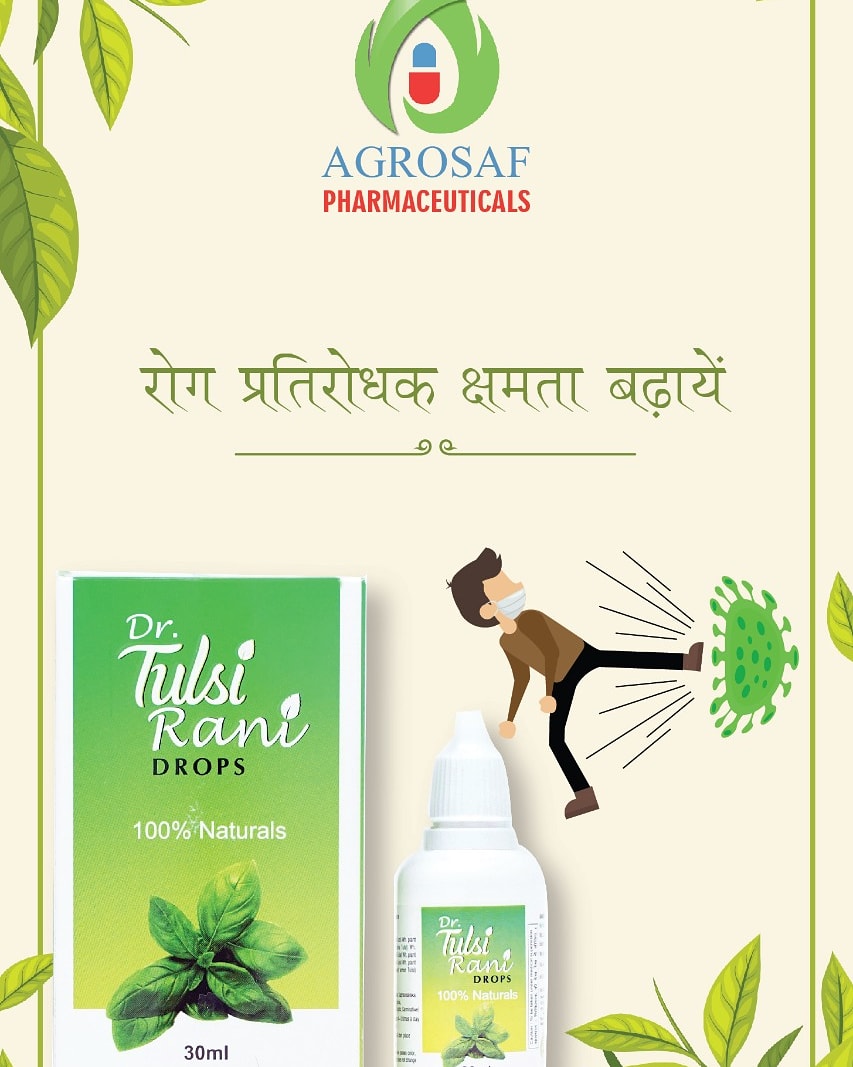 AGROSAF
PHARMACEUTICALS
रोग प्रतिरोधक क्षमता बढ़ायें
Dr.
Tulsi
Rani
DROPS
100% Naturals
30ml
Dr.
Tulsi
Rani
DROPS
100% Naturals